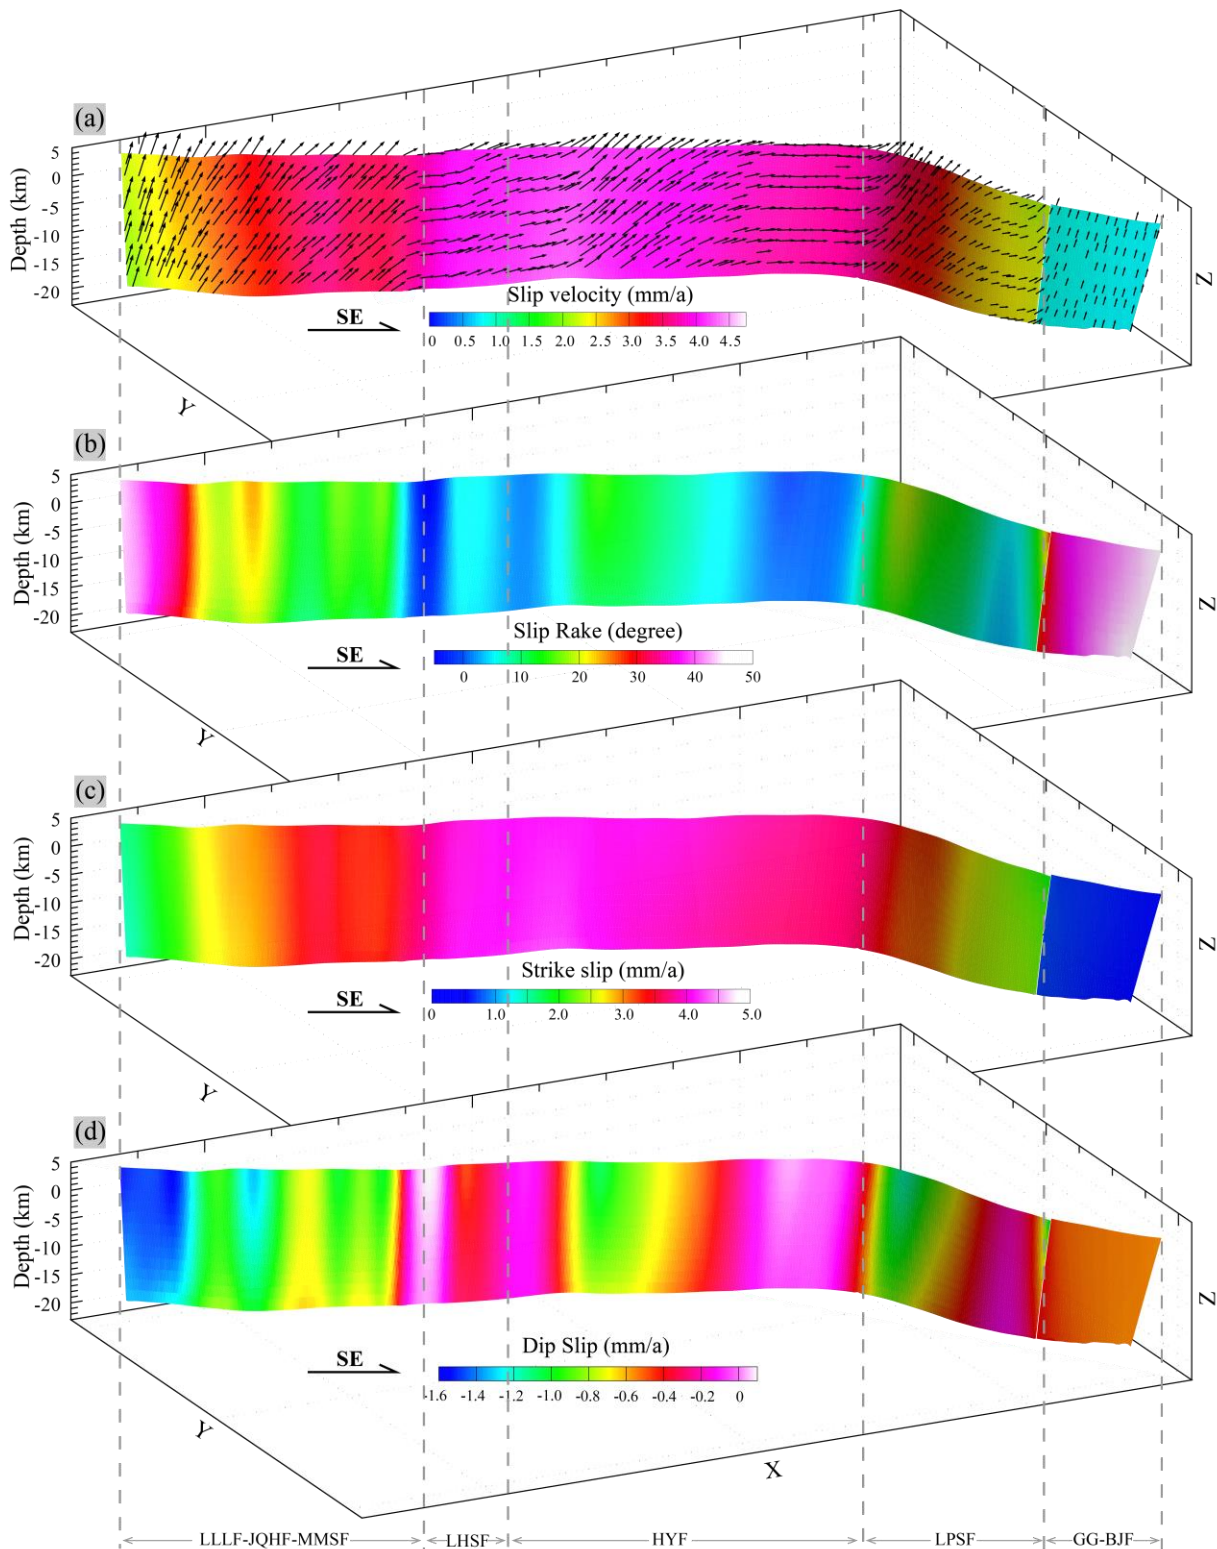 (a)
5
0
-5
-10
-15
-20
Depth (km)
Slip velocity (mm/a)
SE
0 0.5 1.0 1.5 2.0 2.5 3.0 3.5 4.0 4.5
Y
Z
(b)
5
0
-5
-10
-15
-20
Depth (km)
Slip Rake (degree)
SE
0 10 20 30 40 50
Y
Z
(c)
5
0
-5
-10
-15
-20
Depth (km)
Strike slip (mm/a)
SE
0 1.0 2.0 3.0 4.0 5.0
Y
Z
(d)
5
0
-5
-10
-15
-20
Depth (km)
Dip Slip (mm/a)
SE
-1.6 -1.4 -1.2 -1.0 -0.8 -0.6 -0.4 -0.2 0
Y
X
Z
LLLF-JQHF-MMSF LHSF HYF LPSF GG-BJF